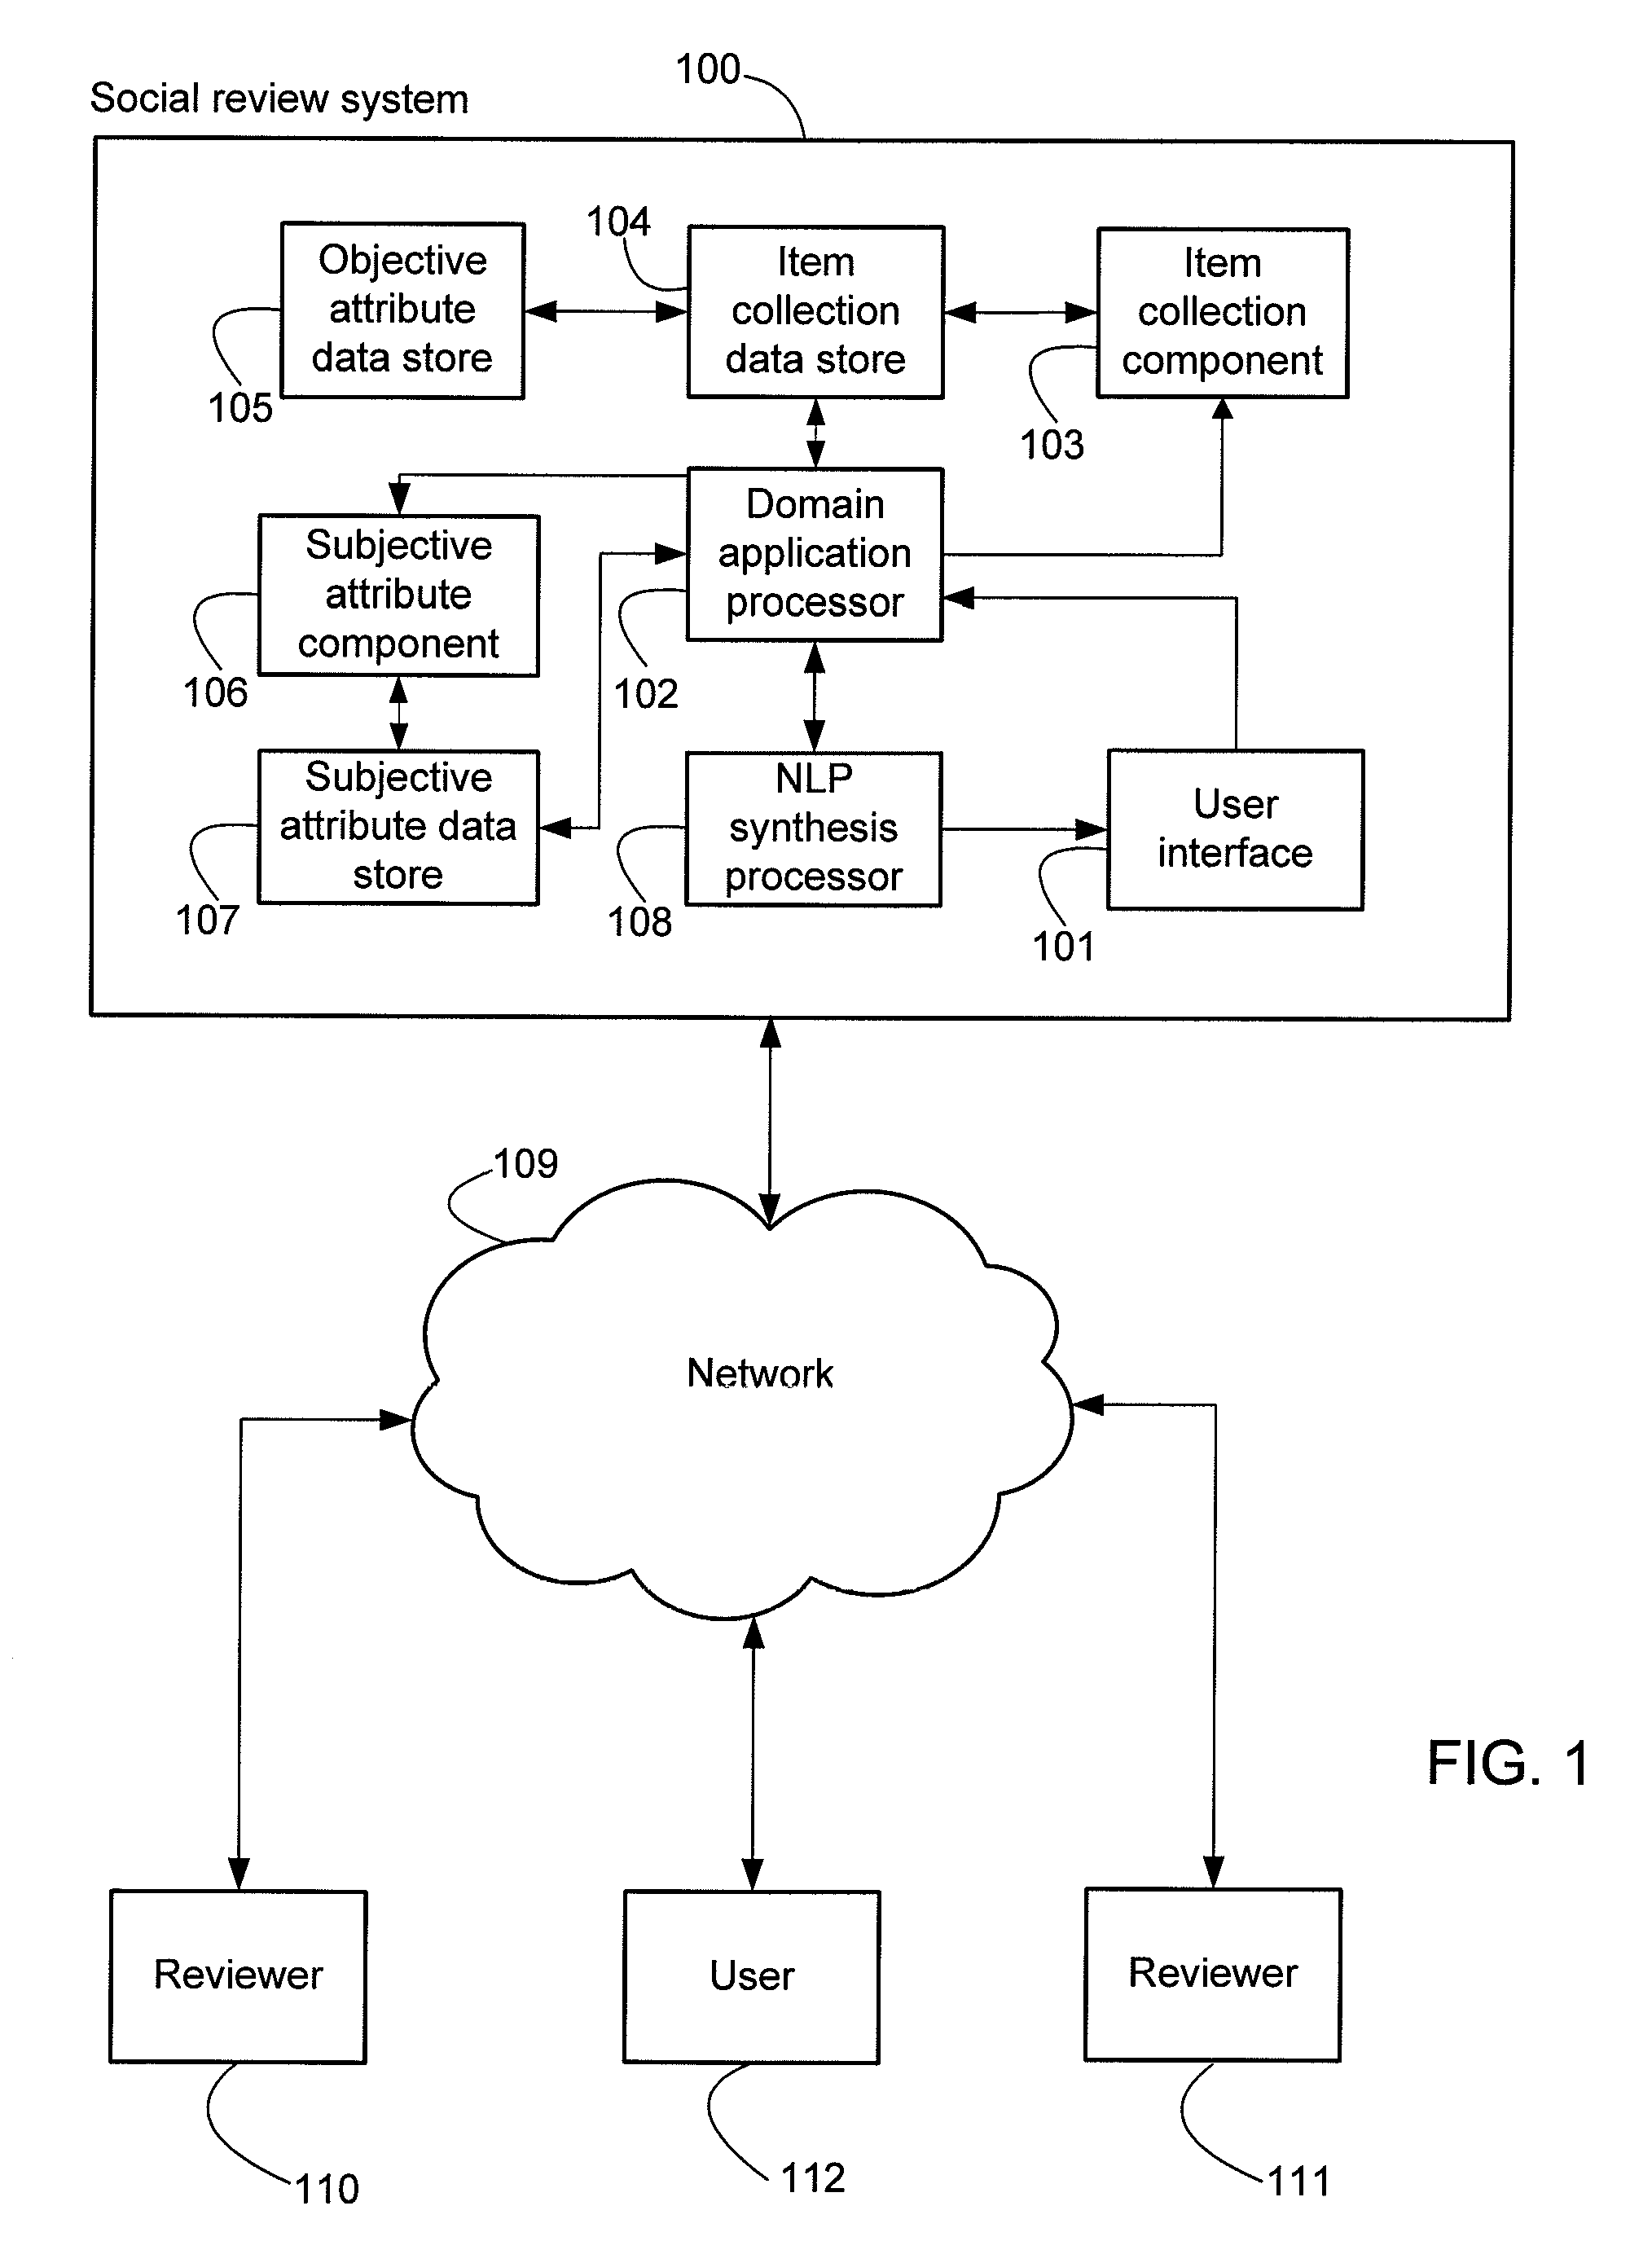 100
Social review system
Objective
attribute
data store
105
104
Item
collection
data store
Item
collection
component
103
Subjective
attribute
component
106
Domain
application
processor
102
Subjective
attribute data
store
107
NLP
synthesis
processor
108
User
interface
101
109
Network
FIG. 1
Reviewer
User
Reviewer
110
112
111